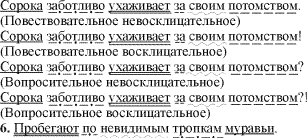 Сорока заботливо ухаживает за своим потомством.
(Повествовательное невосклицательное)
Сорока заботливо ухаживает за своим потомством!
(Повествовательное восклицательное)
Сорока заботливо ухаживает за своим потомством?
(Вопросительное невосклицательное)
Сорока заботливо ухаживает за своим потомством?!
(Вопросительное восклицательное)
6. Пробегают по невидимым тропкам муравьи.